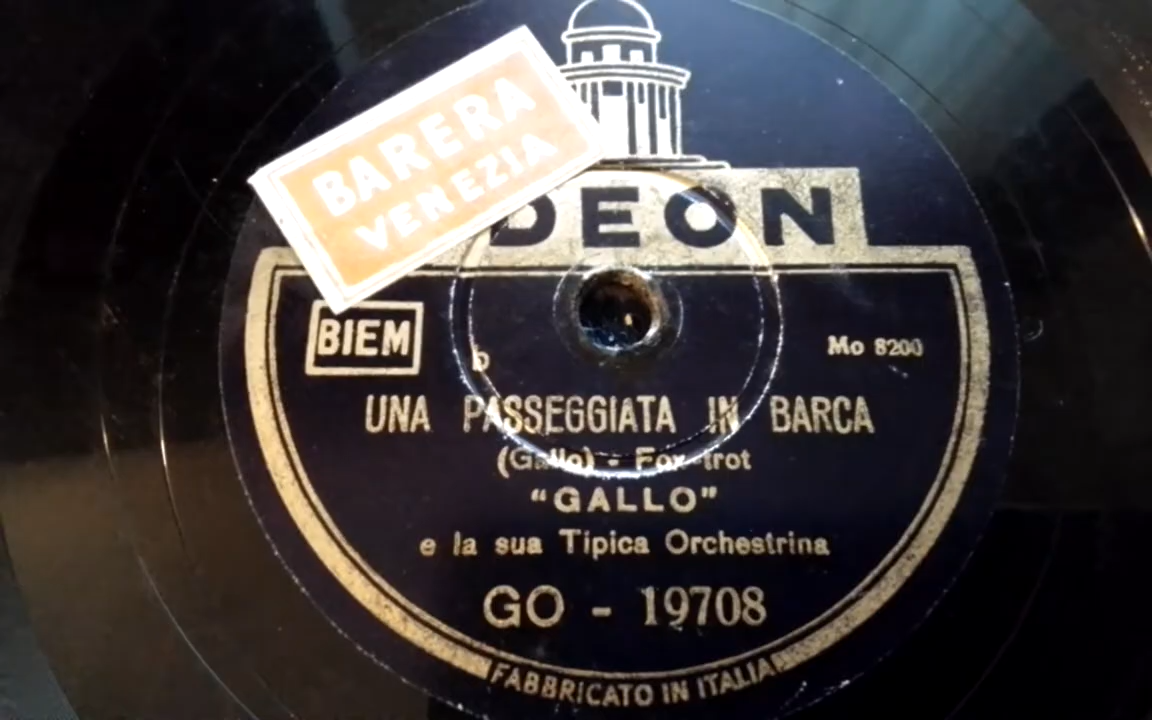 BARERA
VENEZIA
DEON
BIEM
b
Mo 8200
UNA PASSEGGIATA IN BARCA
(Gallo) - Fox-trot
"GALLO"
e la sua Tipica Orchestrina
GO - 19708
FABBRICATO IN ITALIA